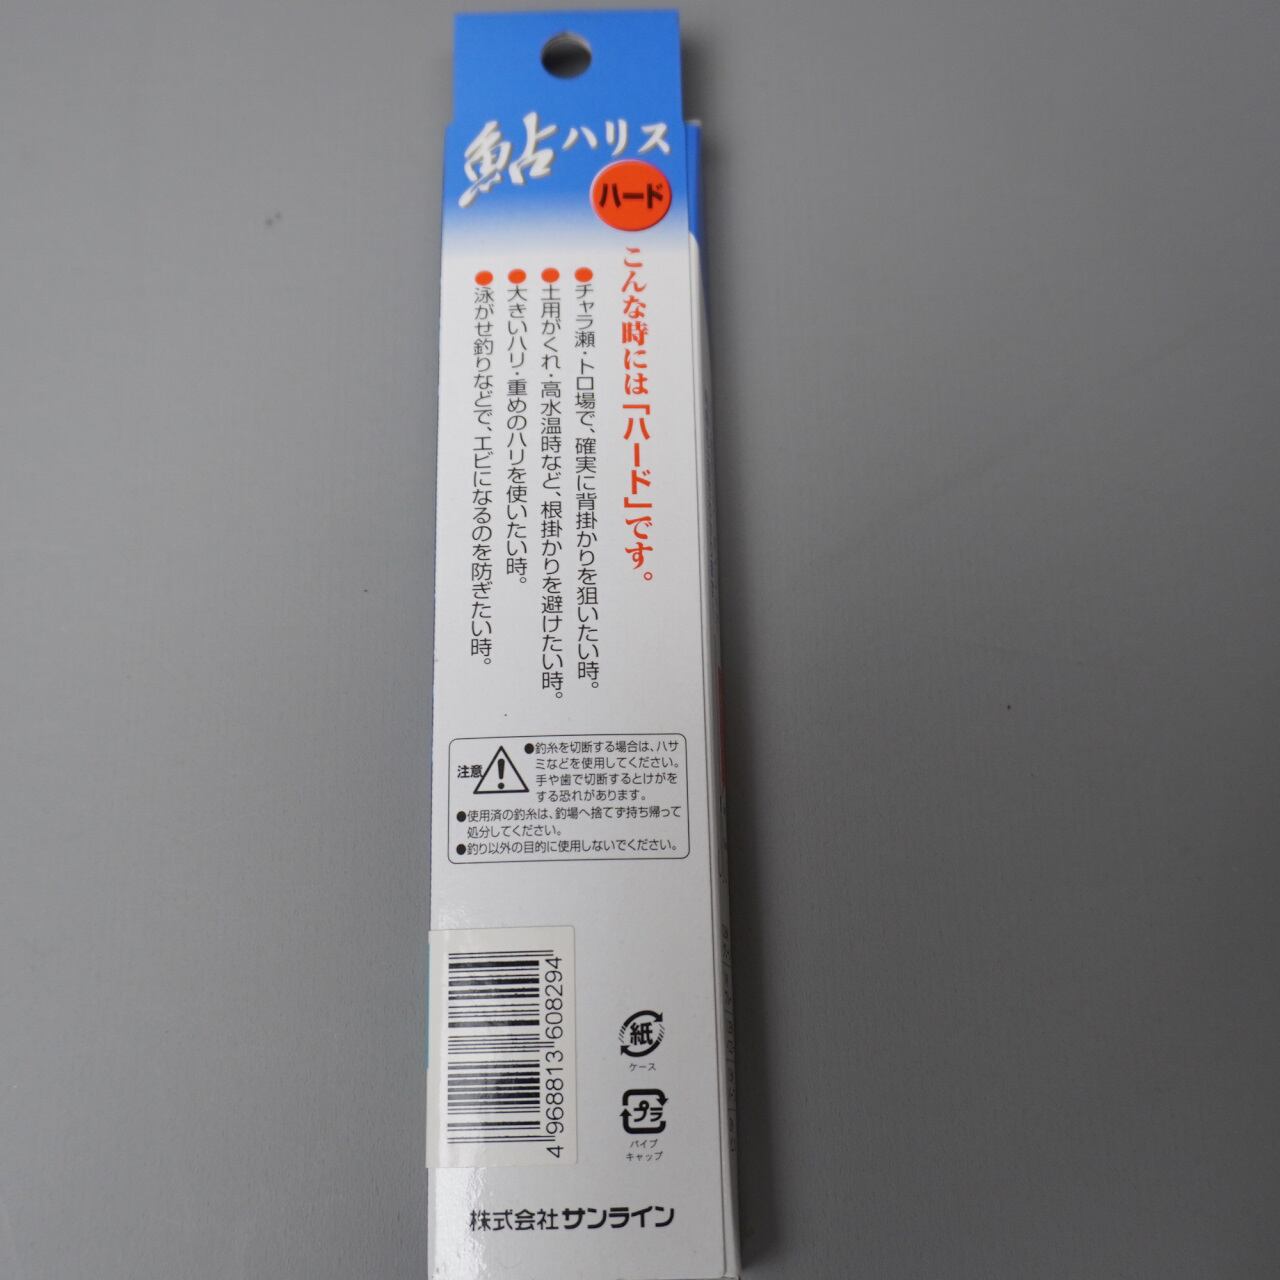 鮎ハリス
ハード
こんな時には「ハード」です。
●チャラ瀬・トロ場で、確実に背掛かりを狙いたい時。
●土用がくれ・高水温時など、根掛かりを避けたい時。
●大きいハリ・重めのハリを使いたい時。
●泳がせ釣りなどで、エビになるのを防ぎたい時。
注意
●釣糸を切断する場合は、ハサ
ミなどを使用してください。
手や歯で切断するとけがを
する恐れがあります。
●使用済の釣糸は、釣場へ捨てず持ち帰って
処分してください。
●釣り以外の目的に使用しないでください。
4968813608294
紙
ケース
プラ
パイプ
キャップ
株式会社サンライン